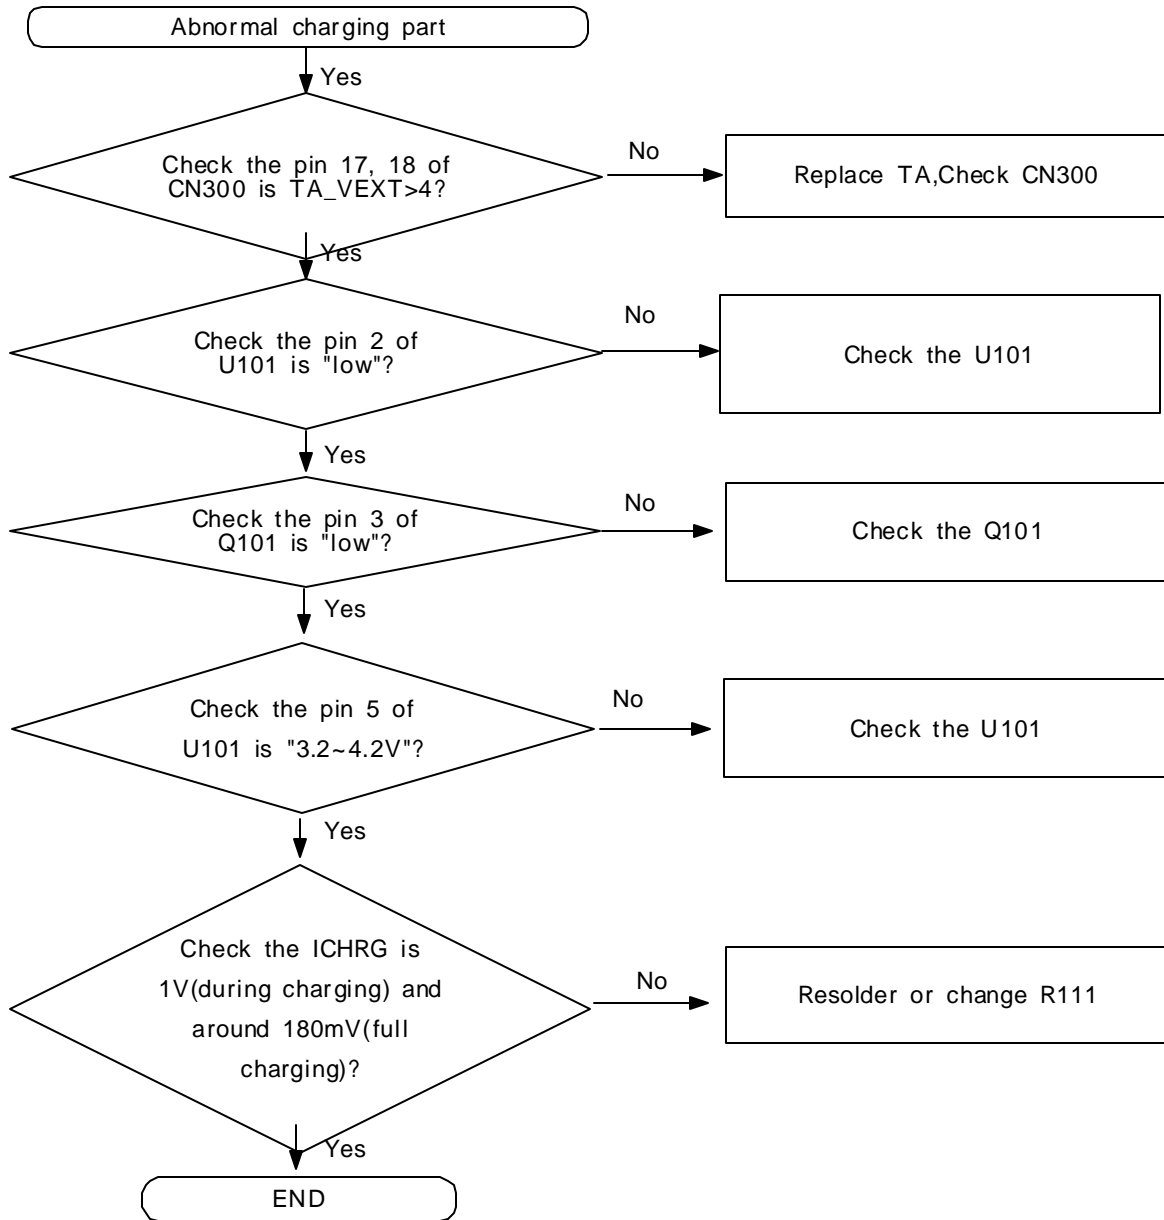 Abnormal charging part
Yes
Check the pin 17, 18 of
CN300 is TA_VEXT>4?
No
Replace TA,Check CN300
Yes
Check the pin 2 of
U101 is "low"?
No
Check the U101
Yes
Check the pin 3 of
Q101 is "low"?
No
Check the Q101
Yes
Check the pin 5 of
U101 is "3.2~4.2V"?
No
Check the U101
Yes
Check the ICHRG is
1V(during charging) and
around 180mV(full
charging)?
No
Resolder or change R111
Yes
END